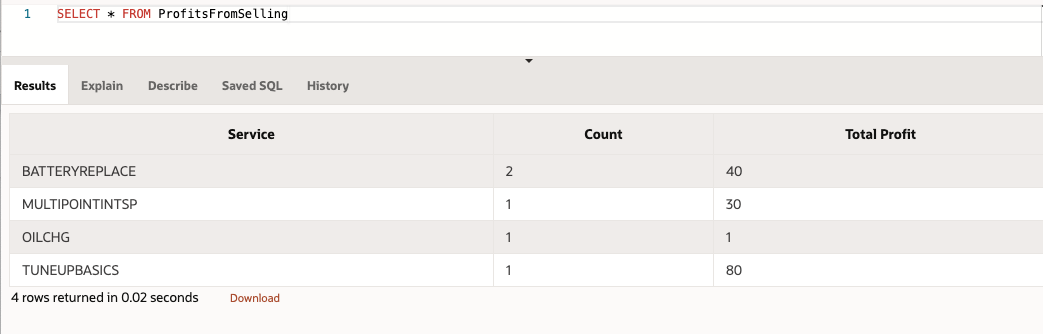 1 SELECT * FROM ProfitsFromSelling
Results Explain Describe Saved SQL History
Service Count Total Profit
BATTERYREPLACE 2 40
MULTIPOINTINTSP 1 30
OILCHG 1 1
TUNEUPBASICS 1 80
4 rows returned in 0.02 seconds Download